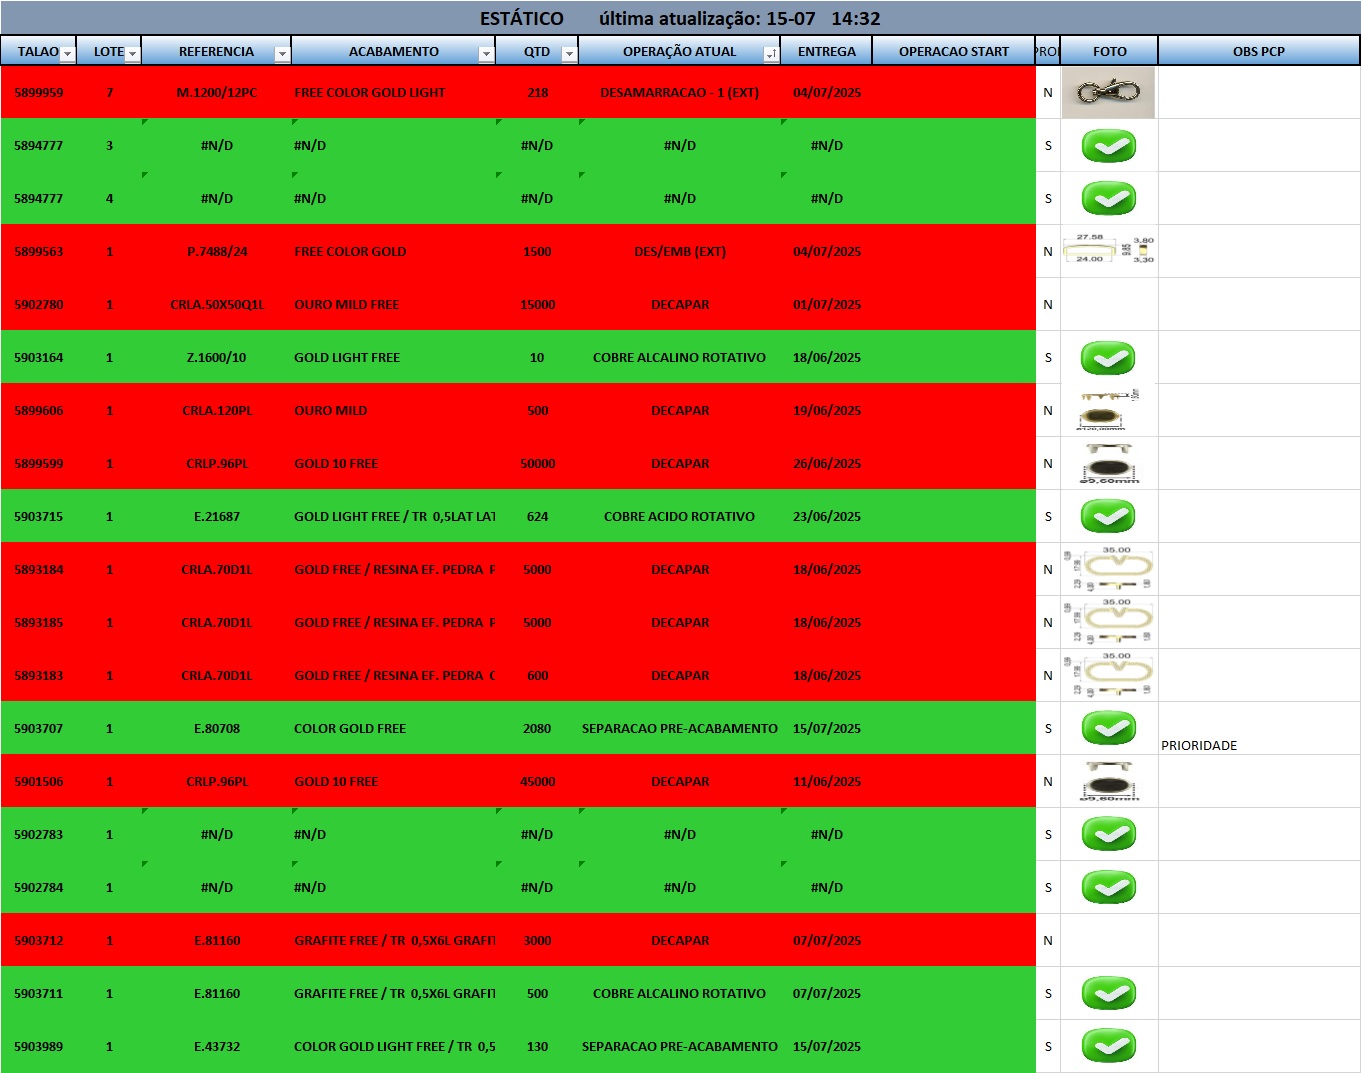 ESTÁTICO última atualização: 15-07 14:32
TALAO LOTE REFERENCIA ACABAMENTO QTD OPERAÇÃO ATUAL ENTREGA OPERACAO START FOTO OBS PCP
5899959 7 M.1200/12PC FREE COLOR GOLD LIGHT 218 DESAMARRACAO - 1 (EXT) 04/07/2025 N
5894777 3 #N/D #N/D #N/D #N/D #N/D S
5894777 4 #N/D #N/D #N/D #N/D #N/D S
5899563 1 P.7488/24 FREE COLOR GOLD 1500 DES/EMB (EXT) 04/07/2025 N 27.58 24.00 9.85 3.80 3.30
5902780 1 CRLA.50X50Q1L OURO MILD FREE 15000 DECAPAR 01/07/2025 N
5903164 1 Z.1600/10 GOLD LIGHT FREE 10 COBRE ALCALINO ROTATIVO 18/06/2025 S
5899606 1 CRLA.120PL OURO MILD 500 DECAPAR 19/06/2025 N
5899599 1 CRLP.96PL GOLD 10 FREE 50000 DECAPAR 26/06/2025 N ø9,60mm
5903715 1 E.21687 GOLD LIGHT FREE / TR 0,5LAT LAT 624 COBRE ACIDO ROTATIVO 23/06/2025 S
5893184 1 CRLA.70D1L GOLD FREE / RESINA EF. PEDRA P 5000 DECAPAR 18/06/2025 N 35.00
5893185 1 CRLA.70D1L GOLD FREE / RESINA EF. PEDRA P 5000 DECAPAR 18/06/2025 N 35.00
5893183 1 CRLA.70D1L GOLD FREE / RESINA EF. PEDRA C 600 DECAPAR 18/06/2025 N 35.00
5903707 1 E.80708 COLOR GOLD FREE 2080 SEPARACAO PRE-ACABAMENTO 15/07/2025 S PRIORIDADE
5901506 1 CRLP.96PL GOLD 10 FREE 45000 DECAPAR 11/06/2025 N ø9,60mm
5902783 1 #N/D #N/D #N/D #N/D #N/D S
5902784 1 #N/D #N/D #N/D #N/D #N/D S
5903712 1 E.81160 GRAFITE FREE / TR 0,5X6L GRAFIT 3000 DECAPAR 07/07/2025 N
5903711 1 E.81160 GRAFITE FREE / TR 0,5X6L GRAFIT 500 COBRE ALCALINO ROTATIVO 07/07/2025 S
5903989 1 E.43732 COLOR GOLD LIGHT FREE / TR 0,5 130 SEPARACAO PRE-ACABAMENTO 15/07/2025 S